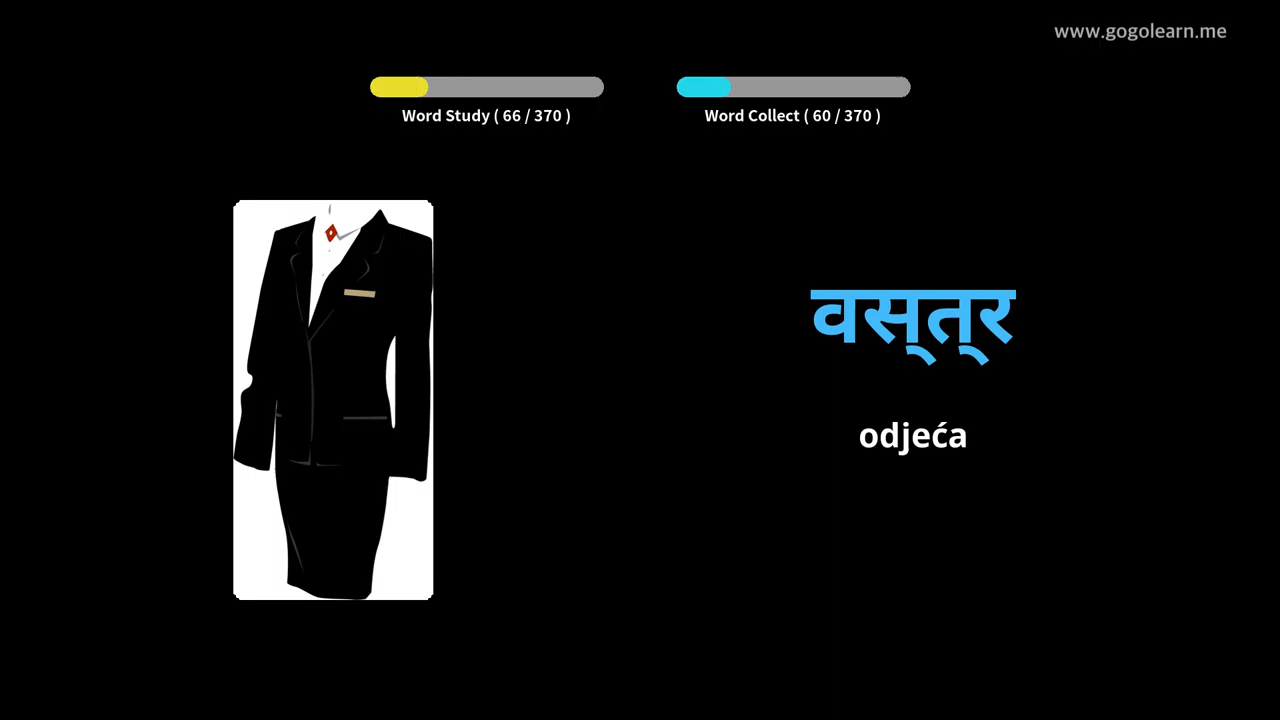 www.gogolearn.me
Word Study ( 66 / 370 )
Word Collect ( 60 / 370 )
वस्त्र
odjeća